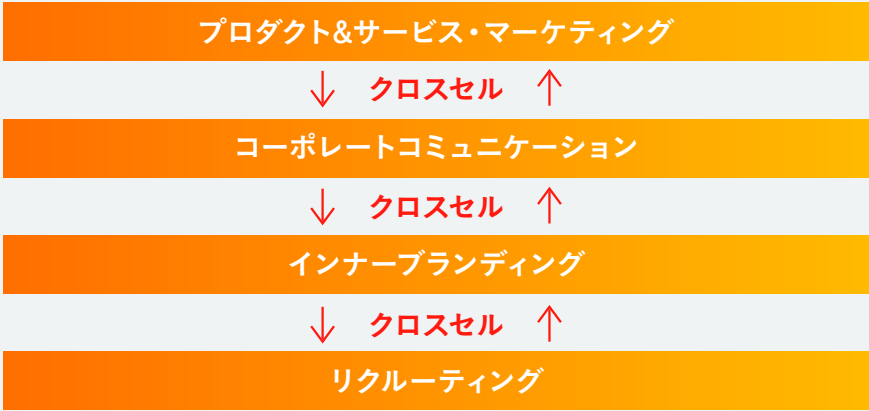 プロダクト&サービス・マーケティング
↓ クロスセル ↑
コーポレートコミュニケーション
↓ クロスセル ↑
インナーブランディング
↓ クロスセル ↑
リクルーティング